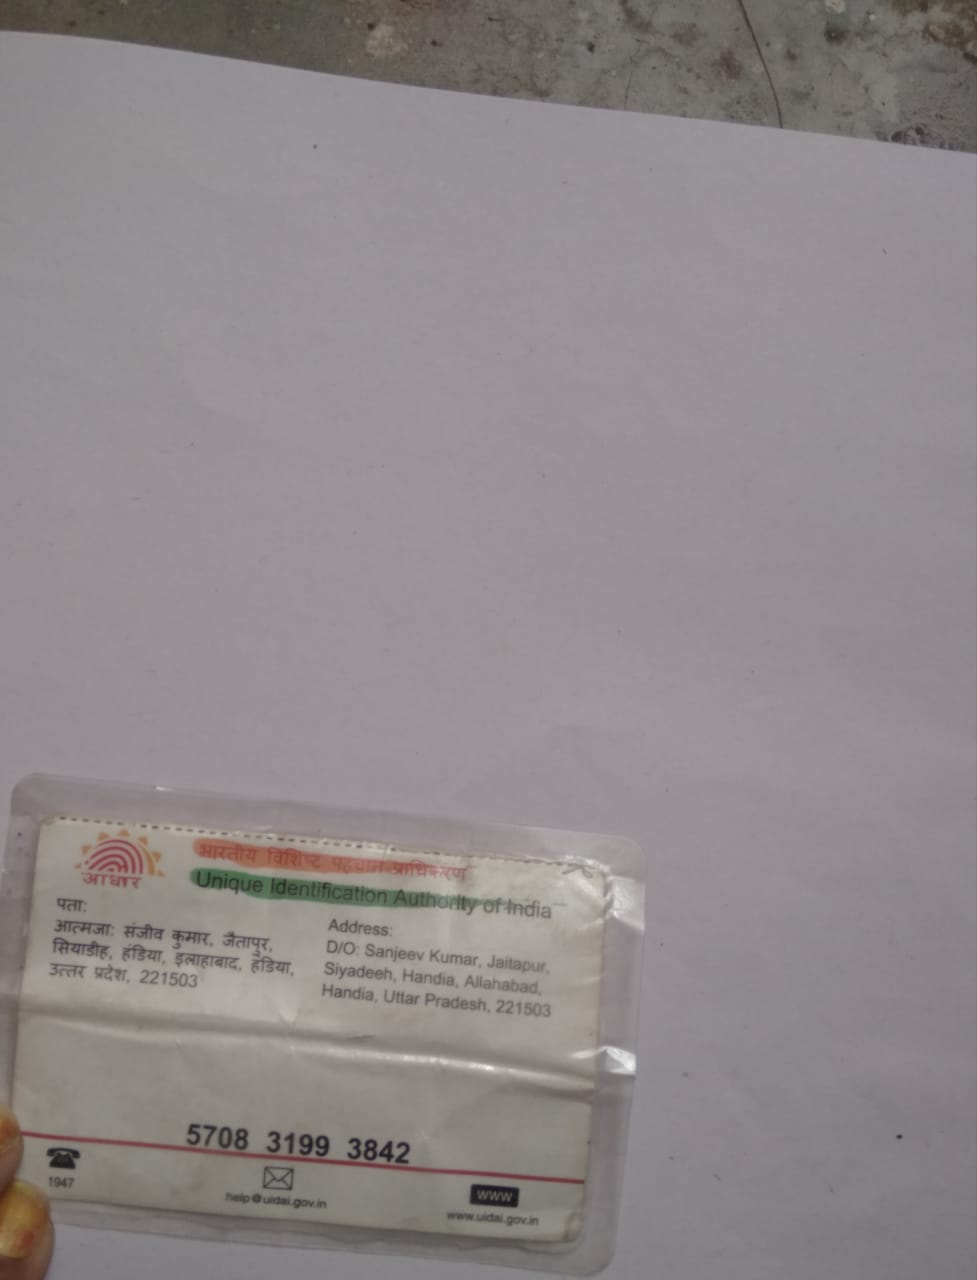 भारतीय विशिष्ट पहचान प्राधिकरण
Unique Identification Authority of India
आधार
पता:
आत्मजा: संजीव कुमार, जैतापुर,
सियाडीह, हंडिया, इलाहाबाद, हंडिया,
उत्तर प्रदेश, 221503
Address:
D/O: Sanjeev Kumar, Jaitapur,
Siyadeeh, Handia, Allahabad,
Handia, Uttar Pradesh, 221503
5708 3199 3842
1947
help@uidai.gov.in
www
www.uidai.gov.in